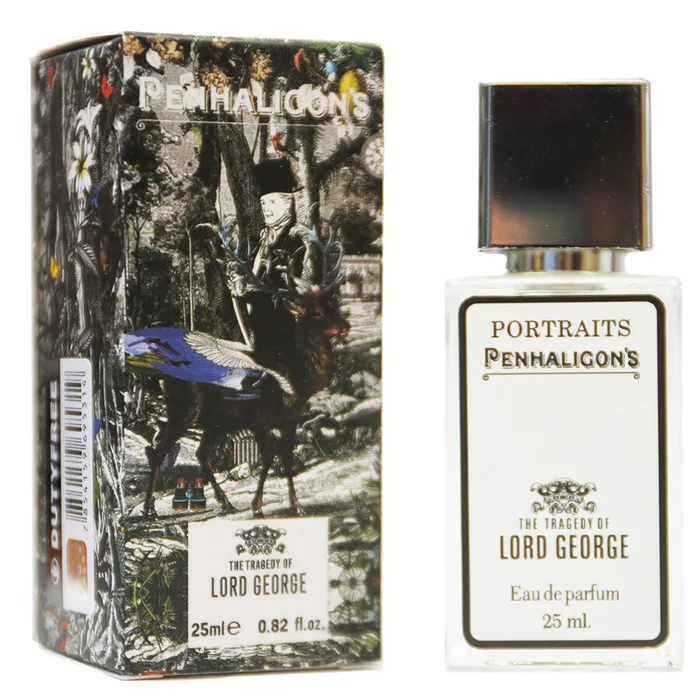 PENHALIGON'S
THE TRAGEDY OF
LORD GEORGE
25ml e 0.82 fl.oz.
DUTYFREE
7854159695314
PORTRAITS
PENHALIGON'S
THE TRAGEDY OF
LORD GEORGE
Eau de parfum
25 ml.